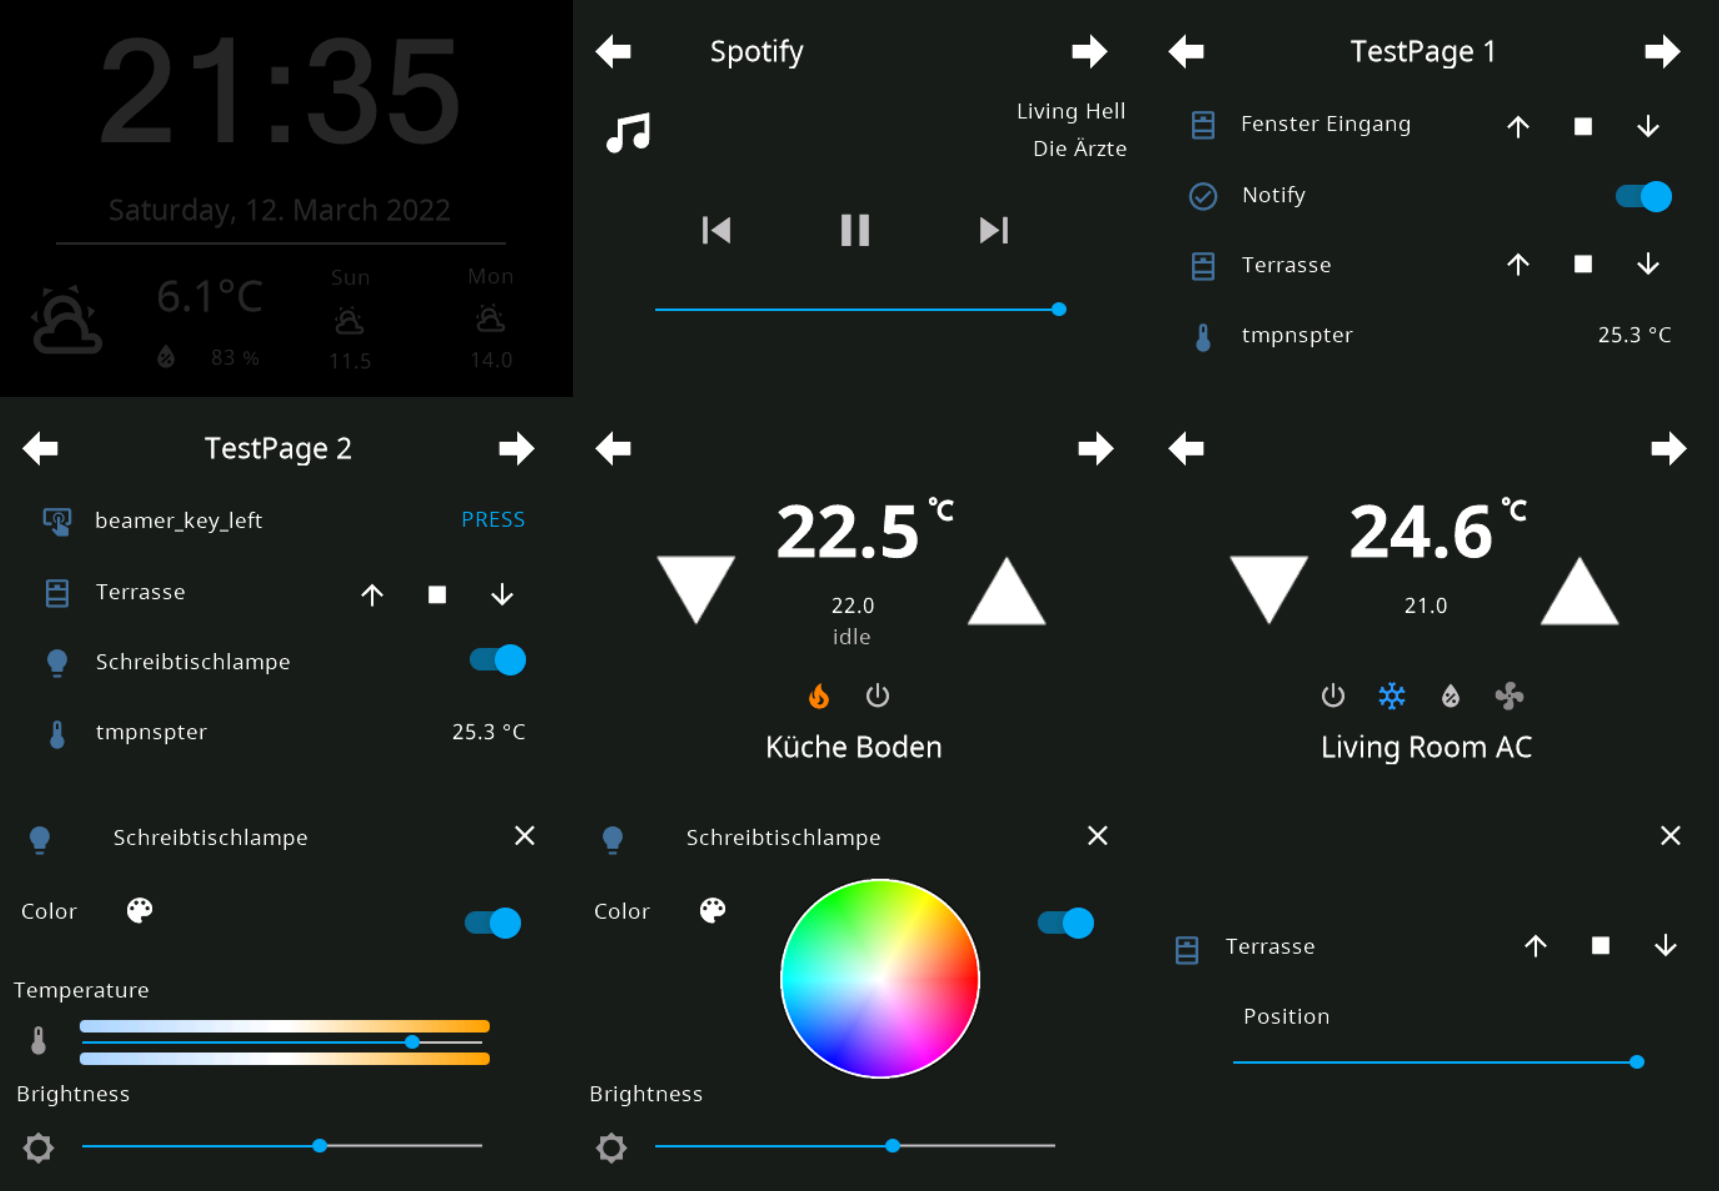 21:35
Saturday, 12. March 2022
6.1°C
83 %
Sun
11.5
Mon
14.0
Spotify
Living Hell
Die Ärzte
TestPage 1
Fenster Eingang
Notify
Terrasse
tmpnspter 25.3 °C
TestPage 2
beamer_key_left PRESS
Terrasse
Schreibtischlampe
tmpnspter 25.3 °C
22.5°C
22.0
idle
Küche Boden
24.6°C
21.0
Living Room AC
Schreibtischlampe
Color
Temperature
Brightness
Schreibtischlampe
Color
Brightness
Terrasse
Position